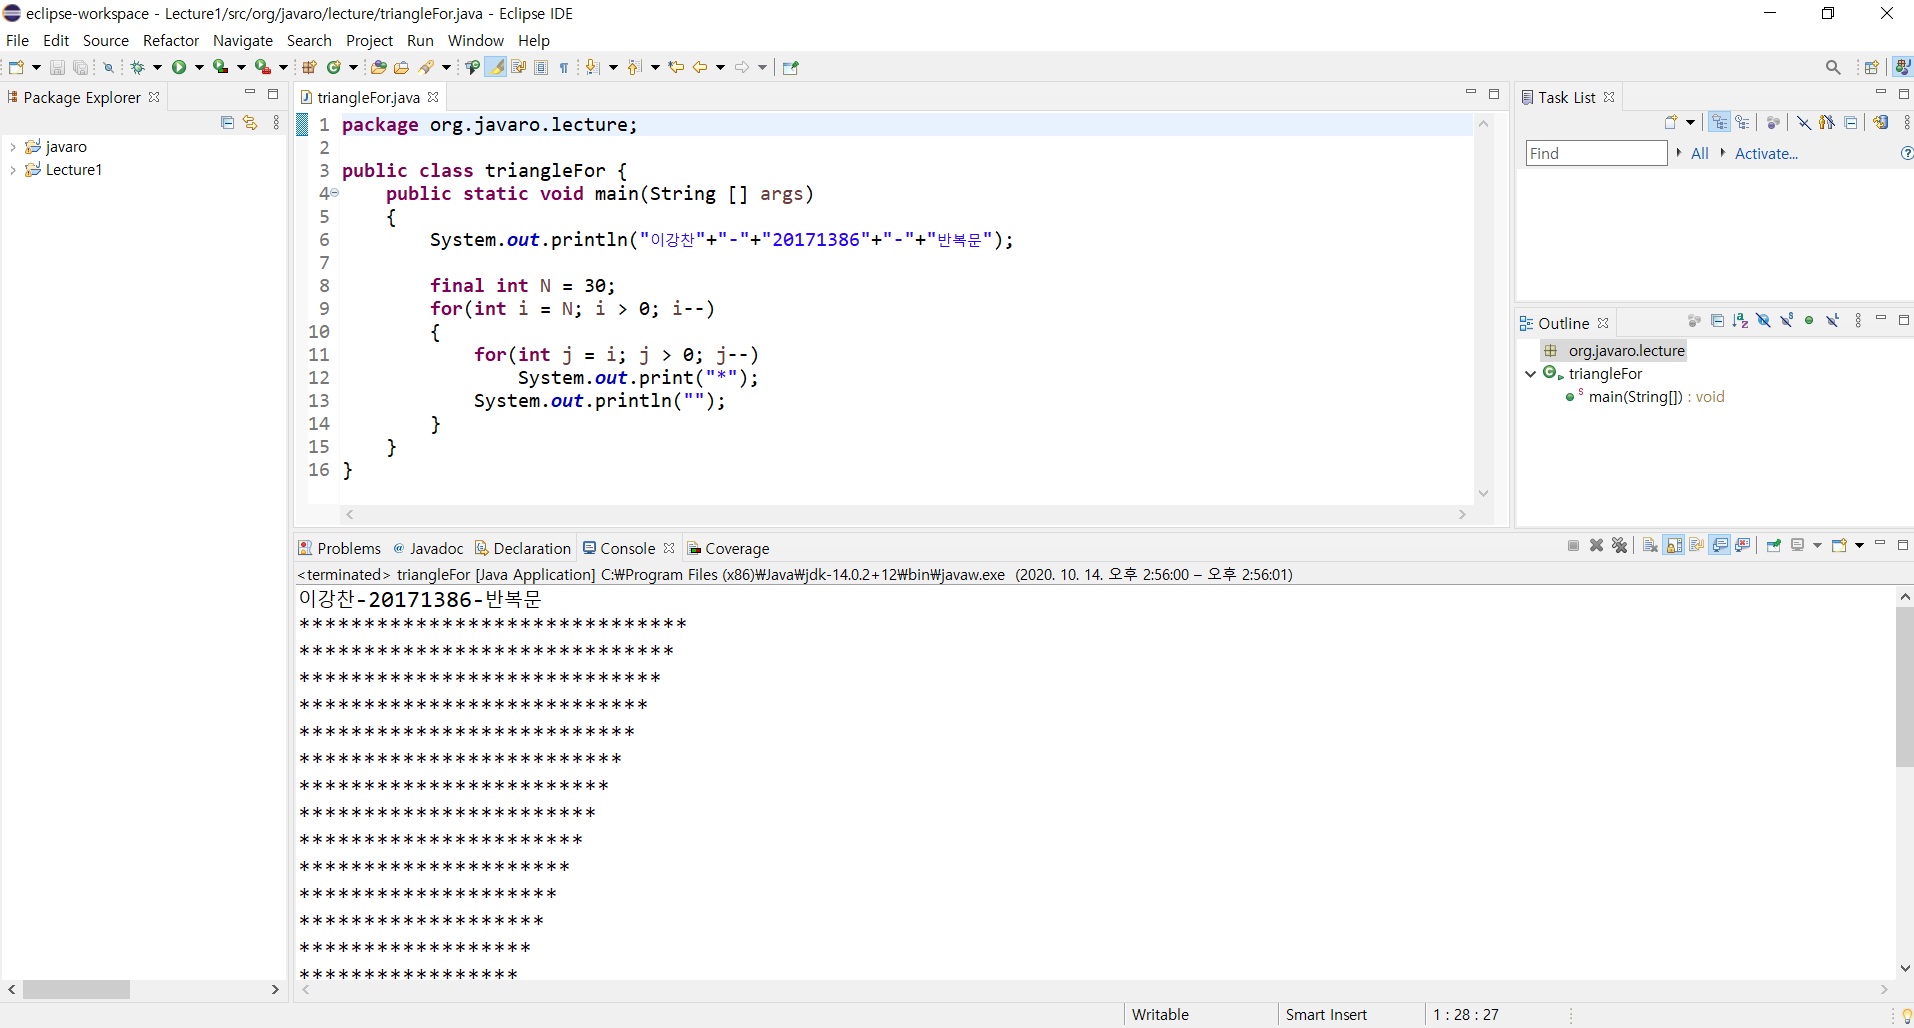 eclipse-workspace - Lecture1/src/org/javaro/lecture/triangleFor.java - Eclipse IDE
File Edit Source Refactor Navigate Search Project Run Window Help
Package Explorer
javaro
Lecture1
triangleFor.java
1 package org.javaro.lecture;
2
3 public class triangleFor {
4 public static void main(String [] args)
5 {
6 System.out.println("이강찬"+"-"+"20171386"+"-"+"반복문");
7
8 final int N = 30;
9 for(int i = N; i > 0; i--)
10 {
11 for(int j = i; j > 0; j--)
12 System.out.print("*");
13 System.out.println("");
14 }
15 }
16 }
Task List
Find All Activate...
Outline
org.javaro.lecture
triangleFor
main(String[]) : void
Problems @ Javadoc Declaration Console Coverage
<terminated> triangleFor [Java Application] C:₩Program Files (x86)₩Java₩jdk-14.0.2+12₩bin₩javaw.exe (2020. 10. 14. 오후 2:56:00 – 오후 2:56:01)
이강찬-20171386-반복문
******************************
*****************************
****************************
***************************
**************************
*************************
************************
***********************
**********************
*********************
********************
*******************
******************
*****************
Writable Smart Insert 1 : 28 : 27